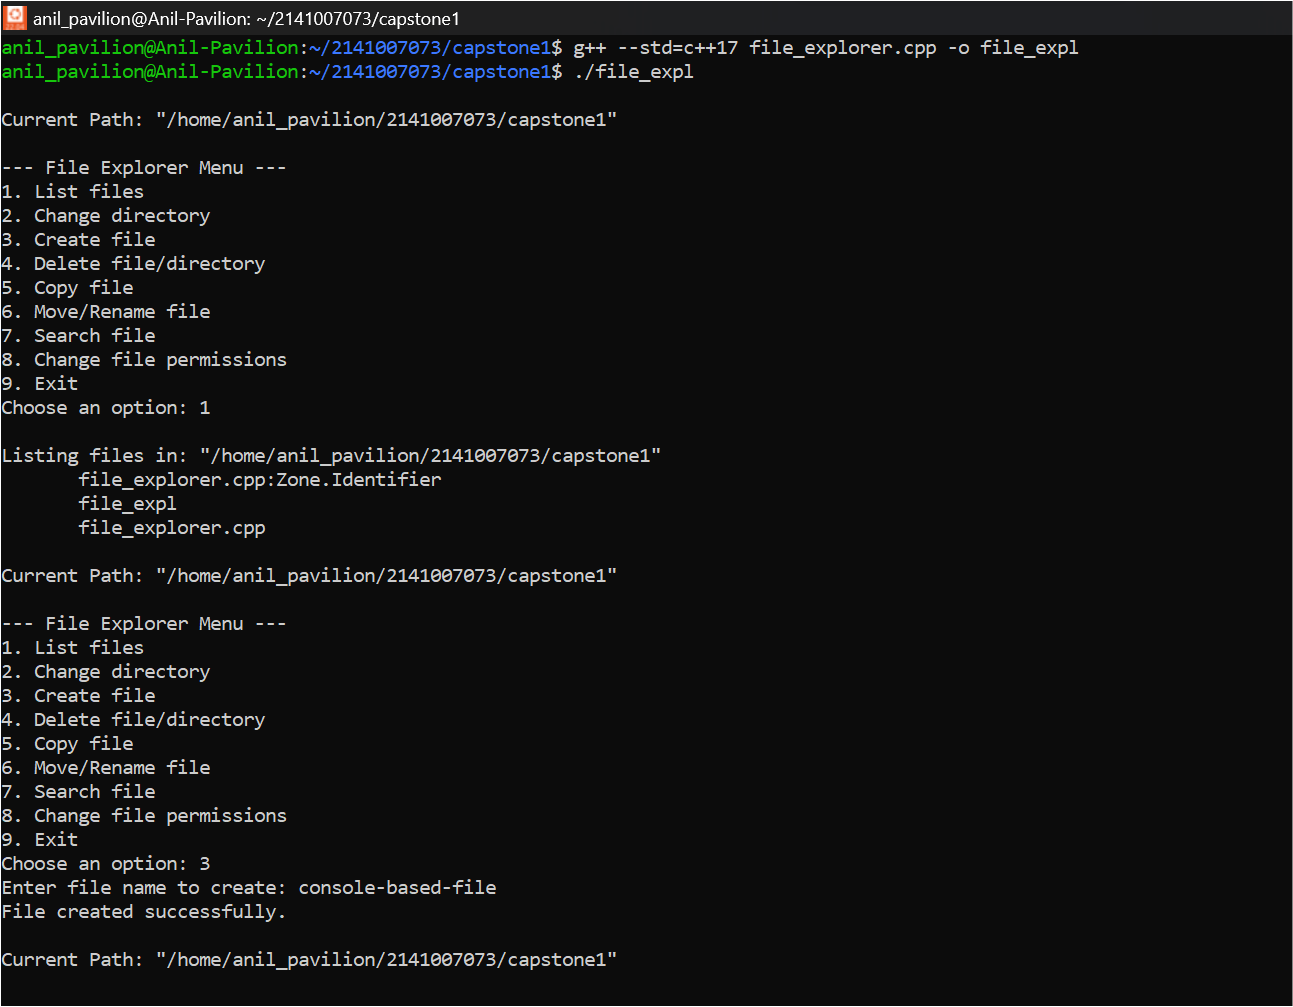 anil_pavilion@Anil-Pavilion: ~/2141007073/capstone1
anil_pavilion@Anil-Pavilion:~/2141007073/capstone1$ g++ --std=c++17 file_explorer.cpp -o file_expl
anil_pavilion@Anil-Pavilion:~/2141007073/capstone1$ ./file_expl
Current Path: "/home/anil_pavilion/2141007073/capstone1"
--- File Explorer Menu ---
1. List files
2. Change directory
3. Create file
4. Delete file/directory
5. Copy file
6. Move/Rename file
7. Search file
8. Change file permissions
9. Exit
Choose an option: 1
Listing files in: "/home/anil_pavilion/2141007073/capstone1"
file_explorer.cpp:Zone.Identifier
file_expl
file_explorer.cpp
Current Path: "/home/anil_pavilion/2141007073/capstone1"
--- File Explorer Menu ---
1. List files
2. Change directory
3. Create file
4. Delete file/directory
5. Copy file
6. Move/Rename file
7. Search file
8. Change file permissions
9. Exit
Choose an option: 3
Enter file name to create: console-based-file
File created successfully.
Current Path: "/home/anil_pavilion/2141007073/capstone1"